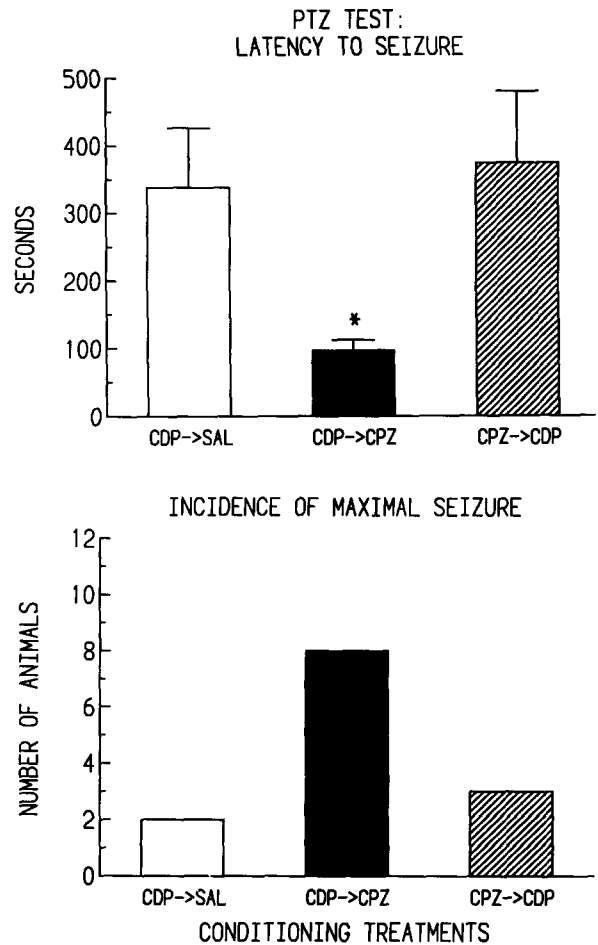 PTZ TEST:
LATENCY TO SEIZURE
500
400
300
200
100
0
SECONDS
*
CDP->SAL CDP->CPZ CPZ->CDP
INCIDENCE OF MAXIMAL SEIZURE
12
10
8
6
4
2
0
NUMBER OF ANIMALS
CDP->SAL CDP->CPZ CPZ->CDP
CONDITIONING TREATMENTS